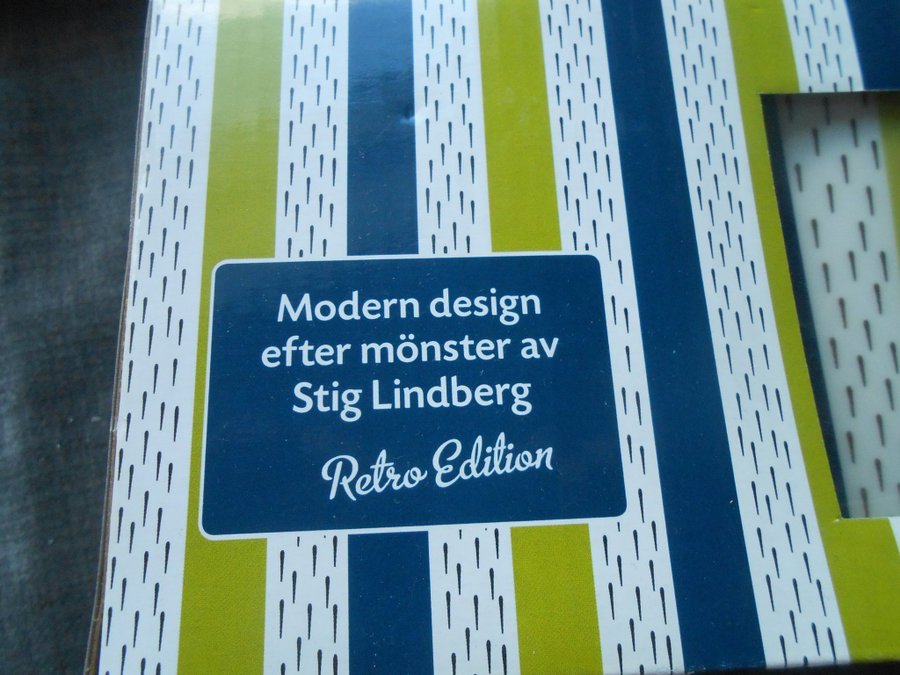 Modern design
efter mönster av
Stig Lindberg
Retro Edition